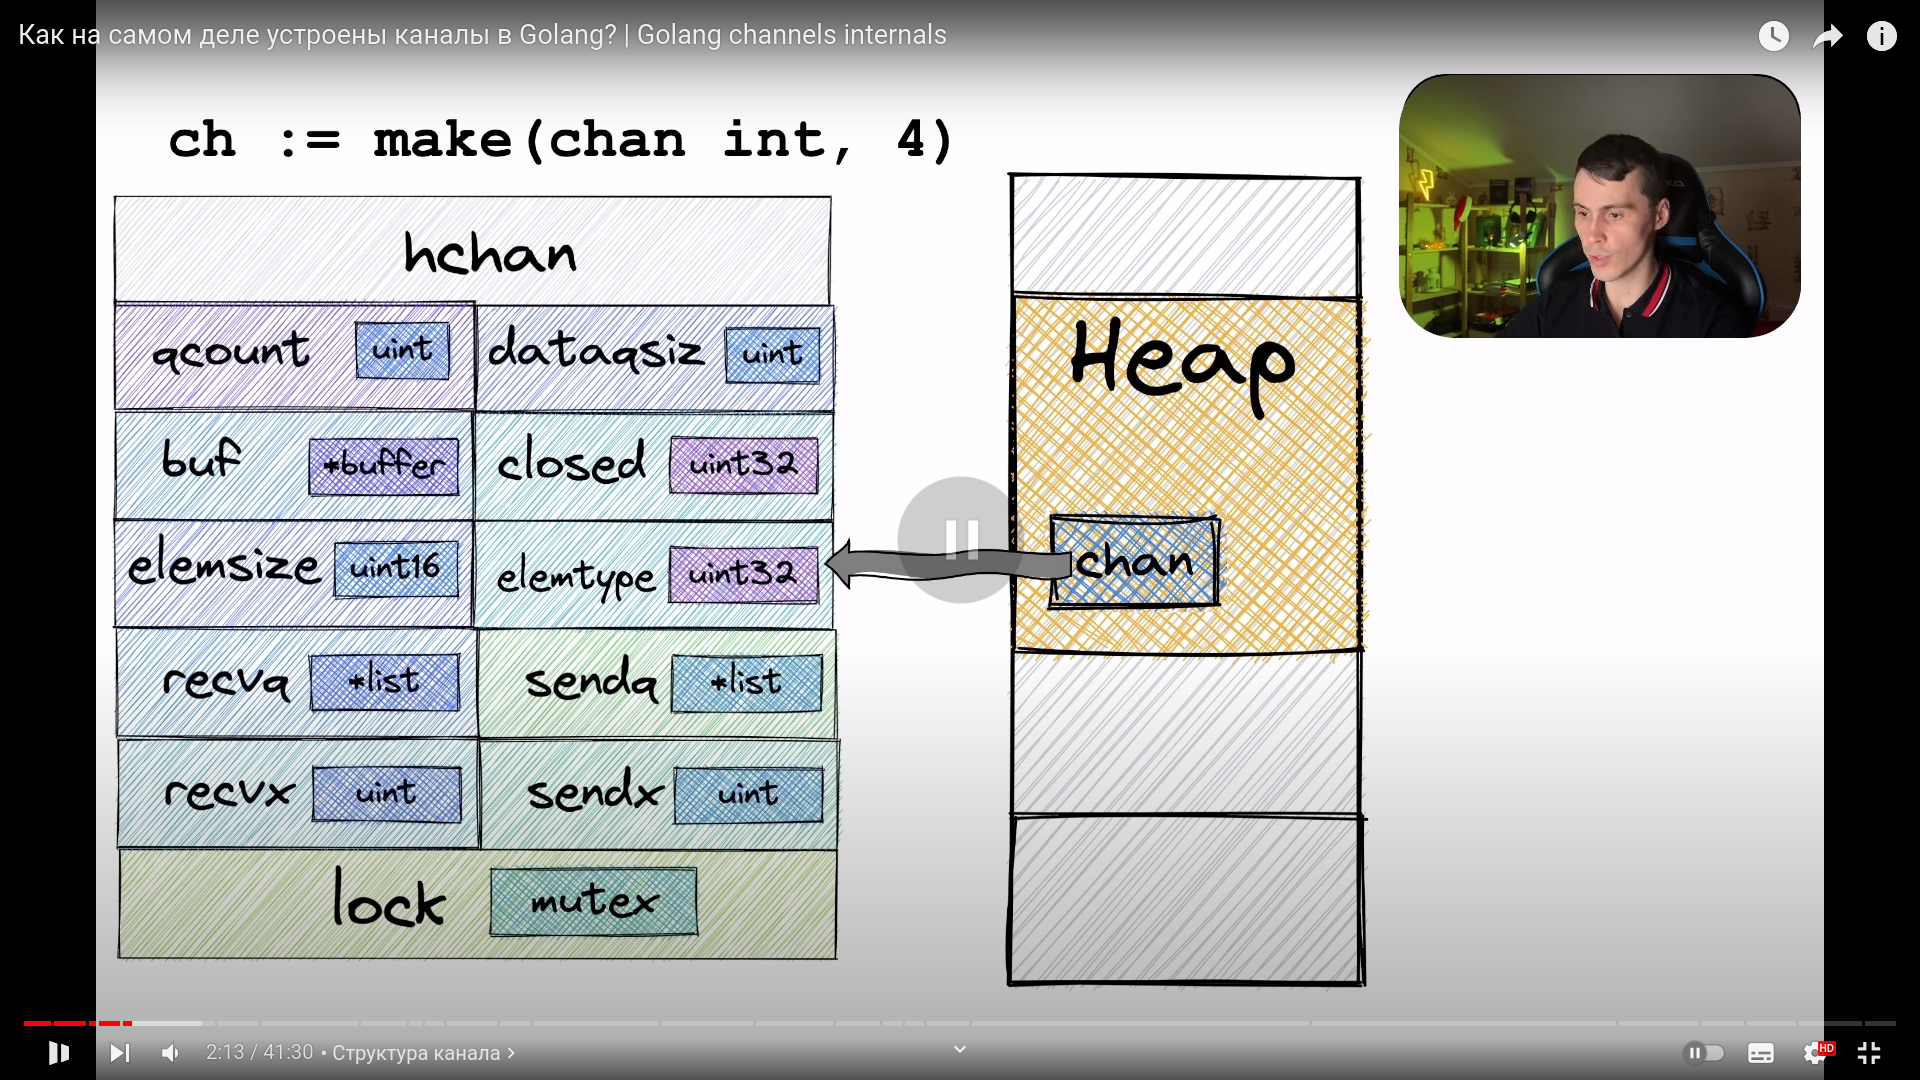 Как на самом деле устроены каналы в Golang? | Golang channels internals
ch := make(chan int, 4)
hchan
qcount uint dataqsiz uint
buf *buffer closed uint32
elemsize uint16 elemtype uint32
recvq *list sendq *list
recvx uint sendx uint
lock mutex
Heap
chan
2:13 / 41:30 • Структура канала
HD